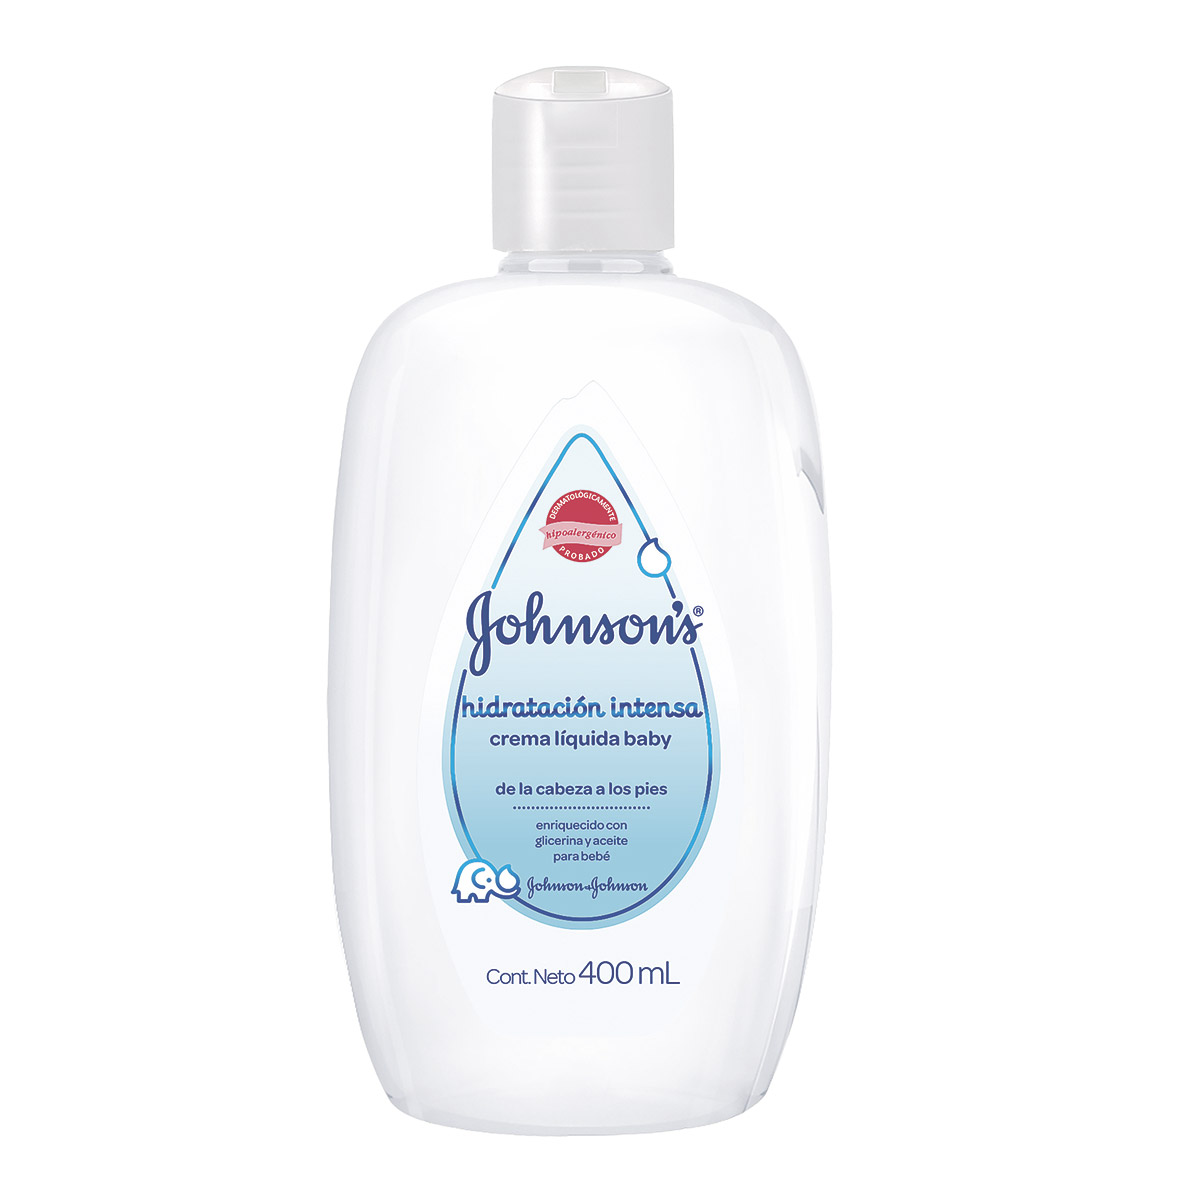 DERMATOLÓGICAMENTE
hipoalergénico
PROBADO
Johnson's®
hidratación intensa
crema líquida baby
de la cabeza a los pies
enriquecido con
glicerina y aceite
para bebé
Johnson & Johnson
Cont. Neto 400 mL